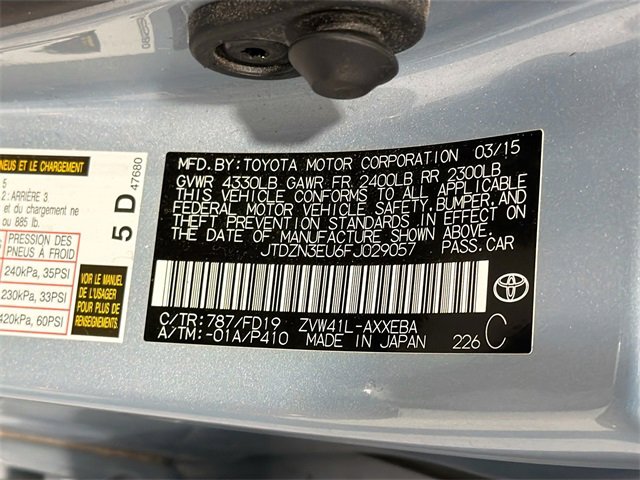 MFD. BY: TOYOTA MOTOR CORPORATION 03/15
GVWR 4330LB GAWR FR. 2400LB RR 2300LB
THIS VEHICLE CONFORMS TO ALL APPLICABLE
FEDERAL MOTOR VEHICLE SAFETY, BUMPER, AND
THEFT PREVENTION STANDARDS IN EFFECT ON
THE DATE OF MANUFACTURE SHOWN ABOVE.
JTDZN3EU6FJ029057 PASS. CAR
TOYOTA
C/TR: 787/FD19 ZVW41L-AXXEBA
A/TM: -01A/P410 MADE IN JAPAN 226 C
PNEUS ET LE CHARGEMENT
5
2 : ARRIÈRE 3
et du chargement ne
ou 885 lb.
PRESSION DES
PNEUS À FROID
240kPa, 35PSI
230kPa, 33PSI
420kPa, 60PSI
VOIR LE MANUEL
DE L'USAGER
POUR PLUS DE
RENSEIGNEMENTS
5 D
47680